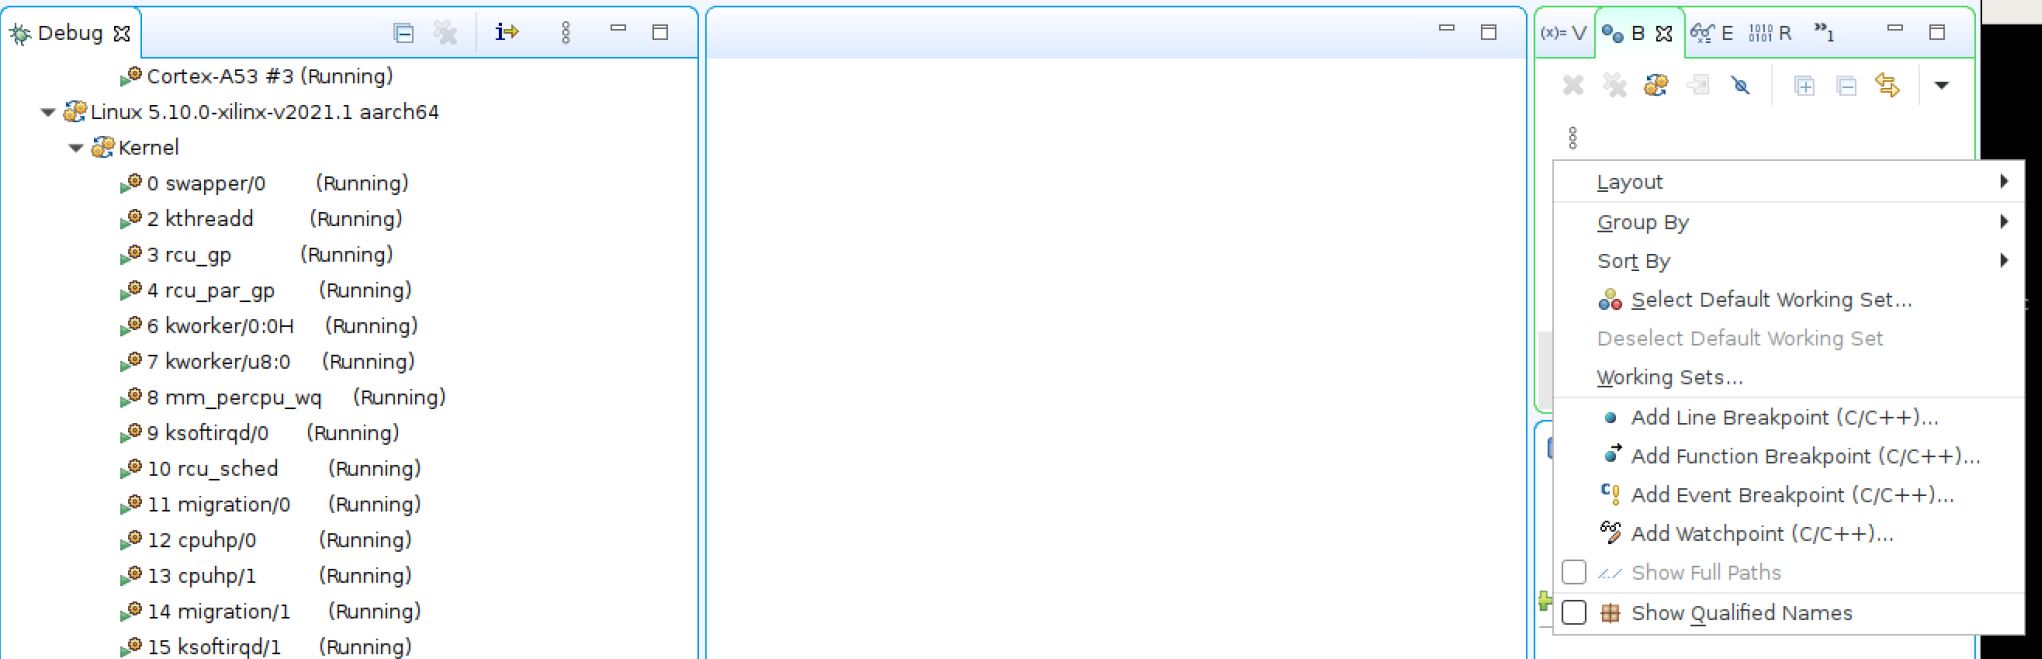 Debug
Cortex-A53 #3 (Running)
Linux 5.10.0-xilinx-v2021.1 aarch64
Kernel
0 swapper/0 (Running)
2 kthreadd (Running)
3 rcu_gp (Running)
4 rcu_par_gp (Running)
6 kworker/0:0H (Running)
7 kworker/u8:0 (Running)
8 mm_percpu_wq (Running)
9 ksoftirqd/0 (Running)
10 rcu_sched (Running)
11 migration/0 (Running)
12 cpuhp/0 (Running)
13 cpuhp/1 (Running)
14 migration/1 (Running)
15 ksoftirqd/1 (Running)
(x)= V B E 1010 0101 R »1
Layout
Group By
Sort By
Select Default Working Set...
Deselect Default Working Set
Working Sets...
Add Line Breakpoint (C/C++)...
Add Function Breakpoint (C/C++)...
Add Event Breakpoint (C/C++)...
Add Watchpoint (C/C++)...
Show Full Paths
Show Qualified Names